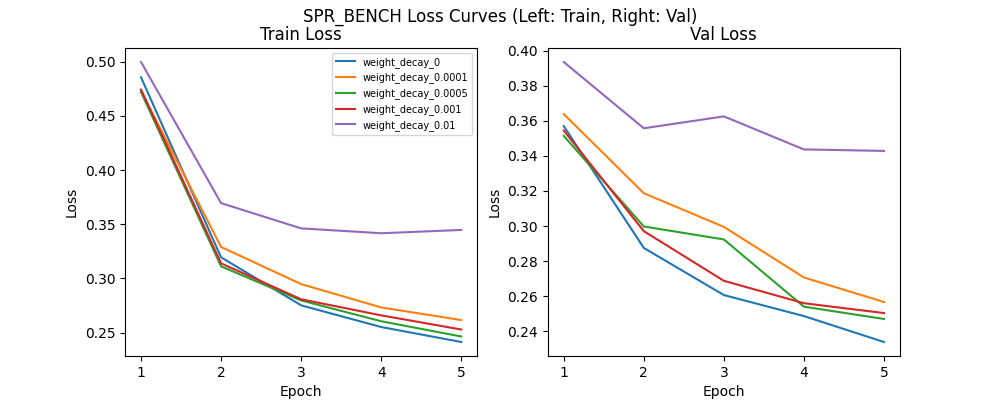 SPR_BENCH Loss Curves (Left: Train, Right: Val)
Train Loss
Loss
0.50
0.45
0.40
0.35
0.30
0.25
weight_decay_0
weight_decay_0.0001
weight_decay_0.0005
weight_decay_0.001
weight_decay_0.01
1 2 3 4 5
Epoch
Val Loss
Loss
0.40
0.38
0.36
0.34
0.32
0.30
0.28
0.26
0.24
1 2 3 4 5
Epoch